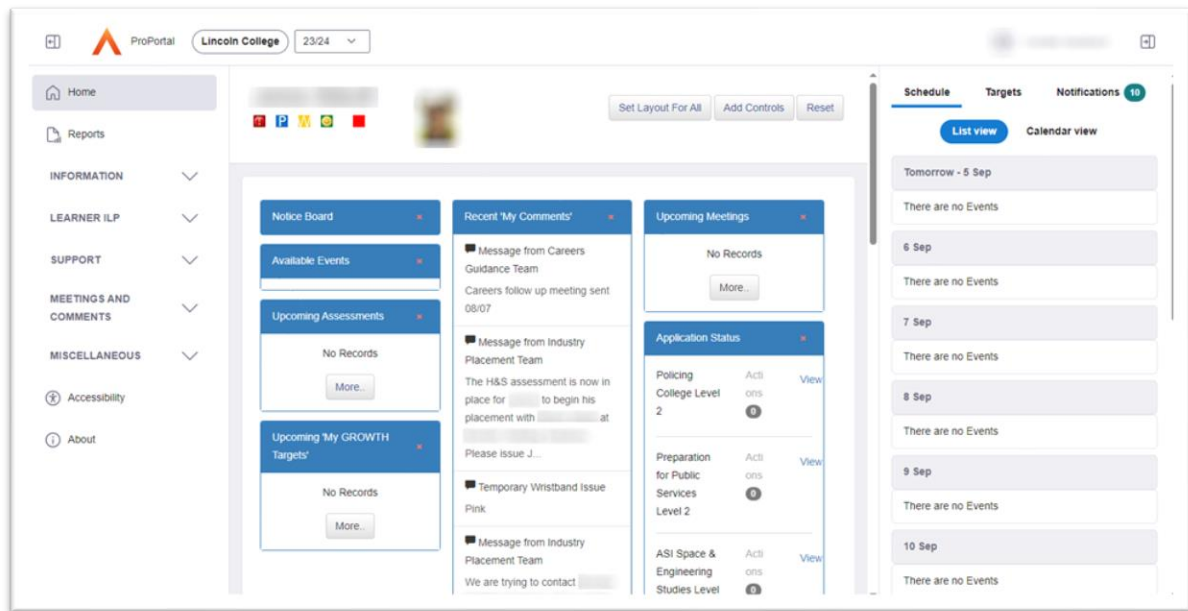 ProPortal
Lincoln College
23/24
Home
Reports
INFORMATION
LEARNER ILP
SUPPORT
MEETINGS AND
COMMENTS
MISCELLANEOUS
Accessibility
About
P
Set Layout For All
Add Controls
Reset
Notice Board
Available Events
Upcoming Assessments
No Records
More..
Upcoming 'My GROWTH
Targets'
No Records
More..
Recent 'My Comments'
Message from Careers
Guidance Team
Careers follow up meeting sent
08/07
Message from Industry
Placement Team
The H&S assessment is now in
place for to begin his
placement with at
Please issue J...
Temporary Wristband Issue
Pink
Message from Industry
Placement Team
We are trying to contact
Upcoming Meetings
No Records
More..
Application Status
Policing
College Level
2
Acti
ons
0
View
Preparation
for Public
Services
Level 2
Acti
ons
0
View
ASI Space &
Engineering
Studies Level
Acti
ons
0
View
Schedule
Targets
Notifications 10
List view
Calendar view
Tomorrow - 5 Sep
There are no Events
6 Sep
There are no Events
7 Sep
There are no Events
8 Sep
There are no Events
9 Sep
There are no Events
10 Sep
There are no Events